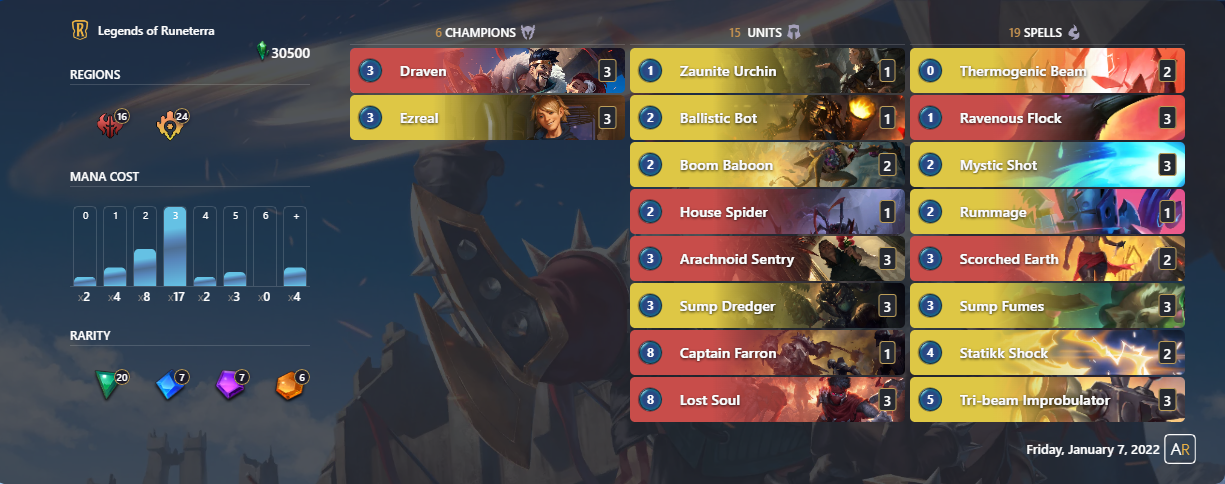 Legends of Runeterra
30500
REGIONS
16
24
MANA COST
0 1 2 3 4 5 6 +
x2 x4 x8 x17 x2 x3 x0 x4
RARITY
20 7 7 6
6 CHAMPIONS
3 Draven 3
3 Ezreal 3
15 UNITS
1 Zaunite Urchin 1
2 Ballistic Bot 1
2 Boom Baboon 2
2 House Spider 1
3 Arachnoid Sentry 3
3 Sump Dredger 3
8 Captain Farron 1
8 Lost Soul 3
19 SPELLS
0 Thermogenic Beam 2
1 Ravenous Flock 3
2 Mystic Shot 3
2 Rummage 1
3 Scorched Earth 2
3 Sump Fumes 3
4 Statikk Shock 2
5 Tri-beam Improbulator 3
Friday, January 7, 2022 AR